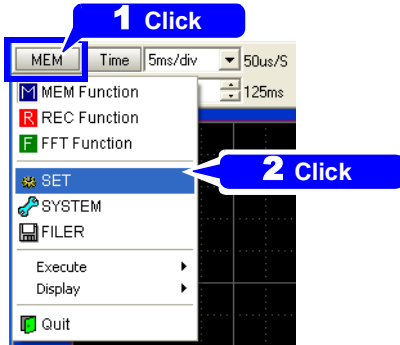 1 Click
MEM Time 5ms/div 50us/S
M MEM Function 125ms
R REC Function
F FFT Function
2 Click
SET
SYSTEM
FILER
Execute
Display
Quit